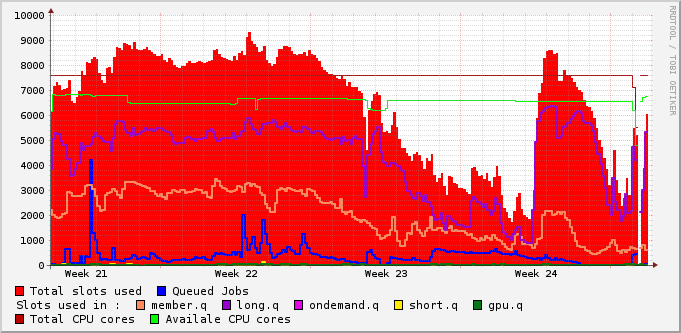 10000
9000
8000
7000
6000
5000
4000
3000
2000
1000
0
Week 21 Week 22 Week 23 Week 24
Total slots used Queued Jobs
Slots used in : member.q long.q ondemand.q short.q gpu.q
Total CPU cores Availale CPU cores
RRDTOOL / TOBI OETIKER